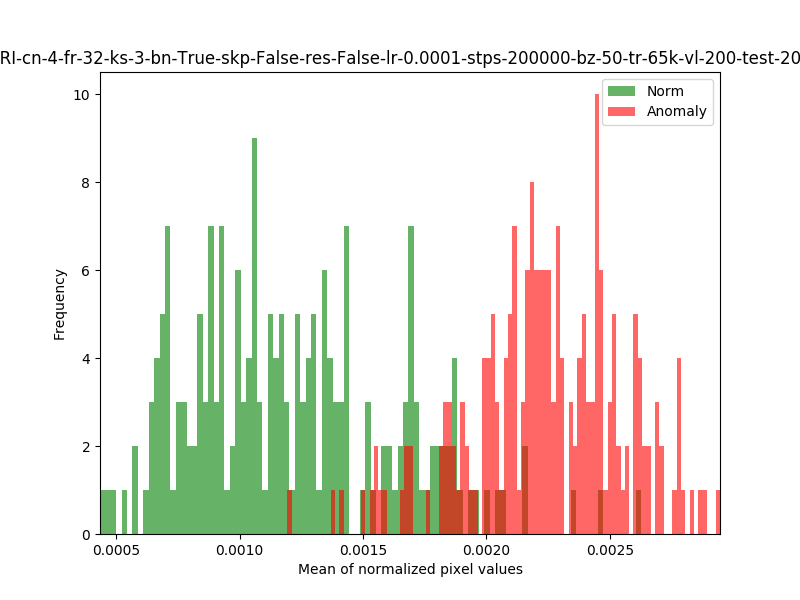 RI-cn-4-fr-32-ks-3-bn-True-skp-False-res-False-lr-0.0001-stps-200000-bz-50-tr-65k-vl-200-test-20
Norm
Anomaly
10
8
6
4
2
0
Frequency
0.0005 0.0010 0.0015 0.0020 0.0025
Mean of normalized pixel values